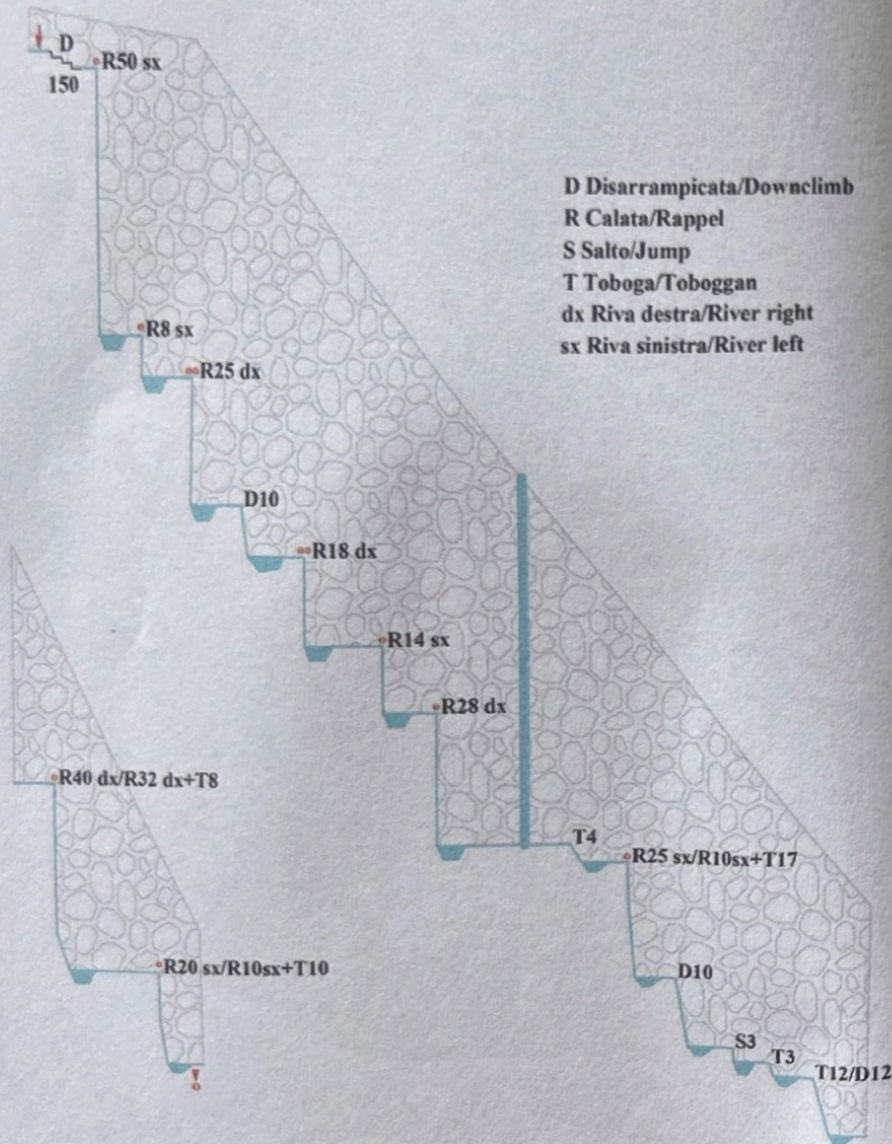 D
150
R50 sx
D Disarrampicata/Downclimb
R Calata/Rappel
S Salto/Jump
T Toboga/Toboggan
dx Riva destra/River right
sx Riva sinistra/River left
R8 sx
R25 dx
D10
R18 dx
R14 sx
R28 dx
T4
R25 sx/R10sx+T17
D10
S3
T3
T12/D12
R40 dx/R32 dx+T8
R20 sx/R10sx+T10